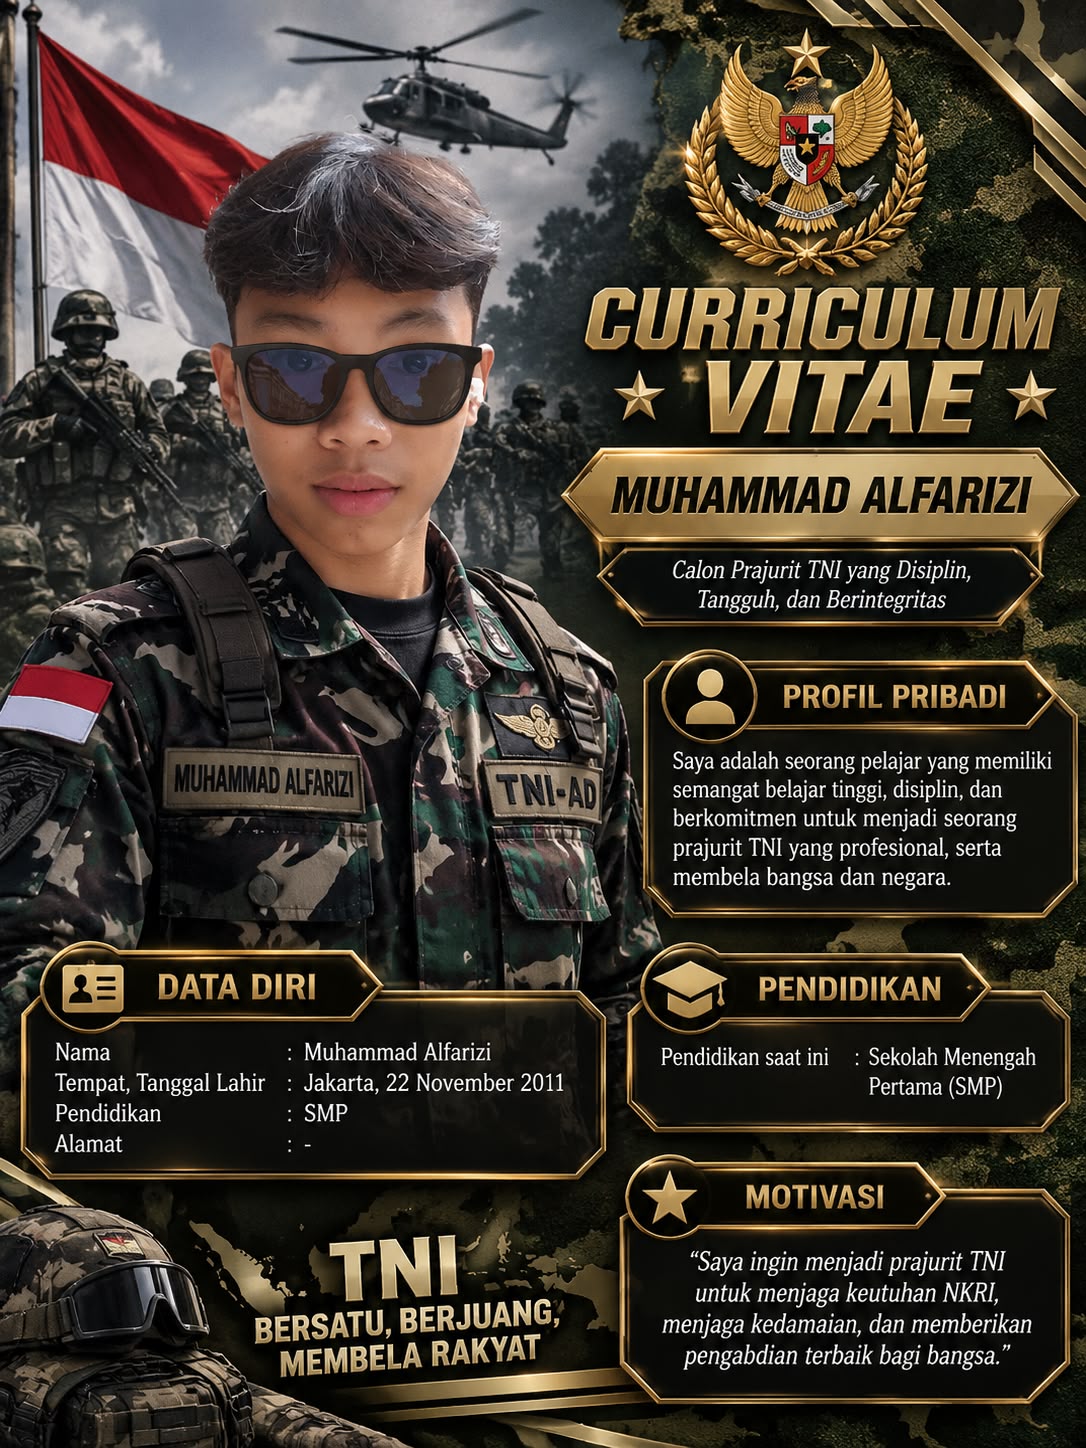 CURRICULUM
VITAE
MUHAMMAD ALFARIZI
Calon Prajurit TNI yang Disiplin,
Tangguh, dan Berintegritas
MUHAMMAD ALFARIZI
TNI-AD
PROFIL PRIBADI
Saya adalah seorang pelajar yang memiliki
semangat belajar tinggi, disiplin, dan
berkomitmen untuk menjadi seorang
prajurit TNI yang profesional, serta
membela bangsa dan negara.
DATA DIRI
Nama : Muhammad Alfarizi
Tempat, Tanggal Lahir : Jakarta, 22 November 2011
Pendidikan : SMP
Alamat : -
PENDIDIKAN
Pendidikan saat ini : Sekolah Menengah
Pertama (SMP)
MOTIVASI
“Saya ingin menjadi prajurit TNI
untuk menjaga keutuhan NKRI,
menjaga kedamaian, dan memberikan
pengabdian terbaik bagi bangsa.”
TNI
BERSATU, BERJUANG,
MEMBELA RAKYAT